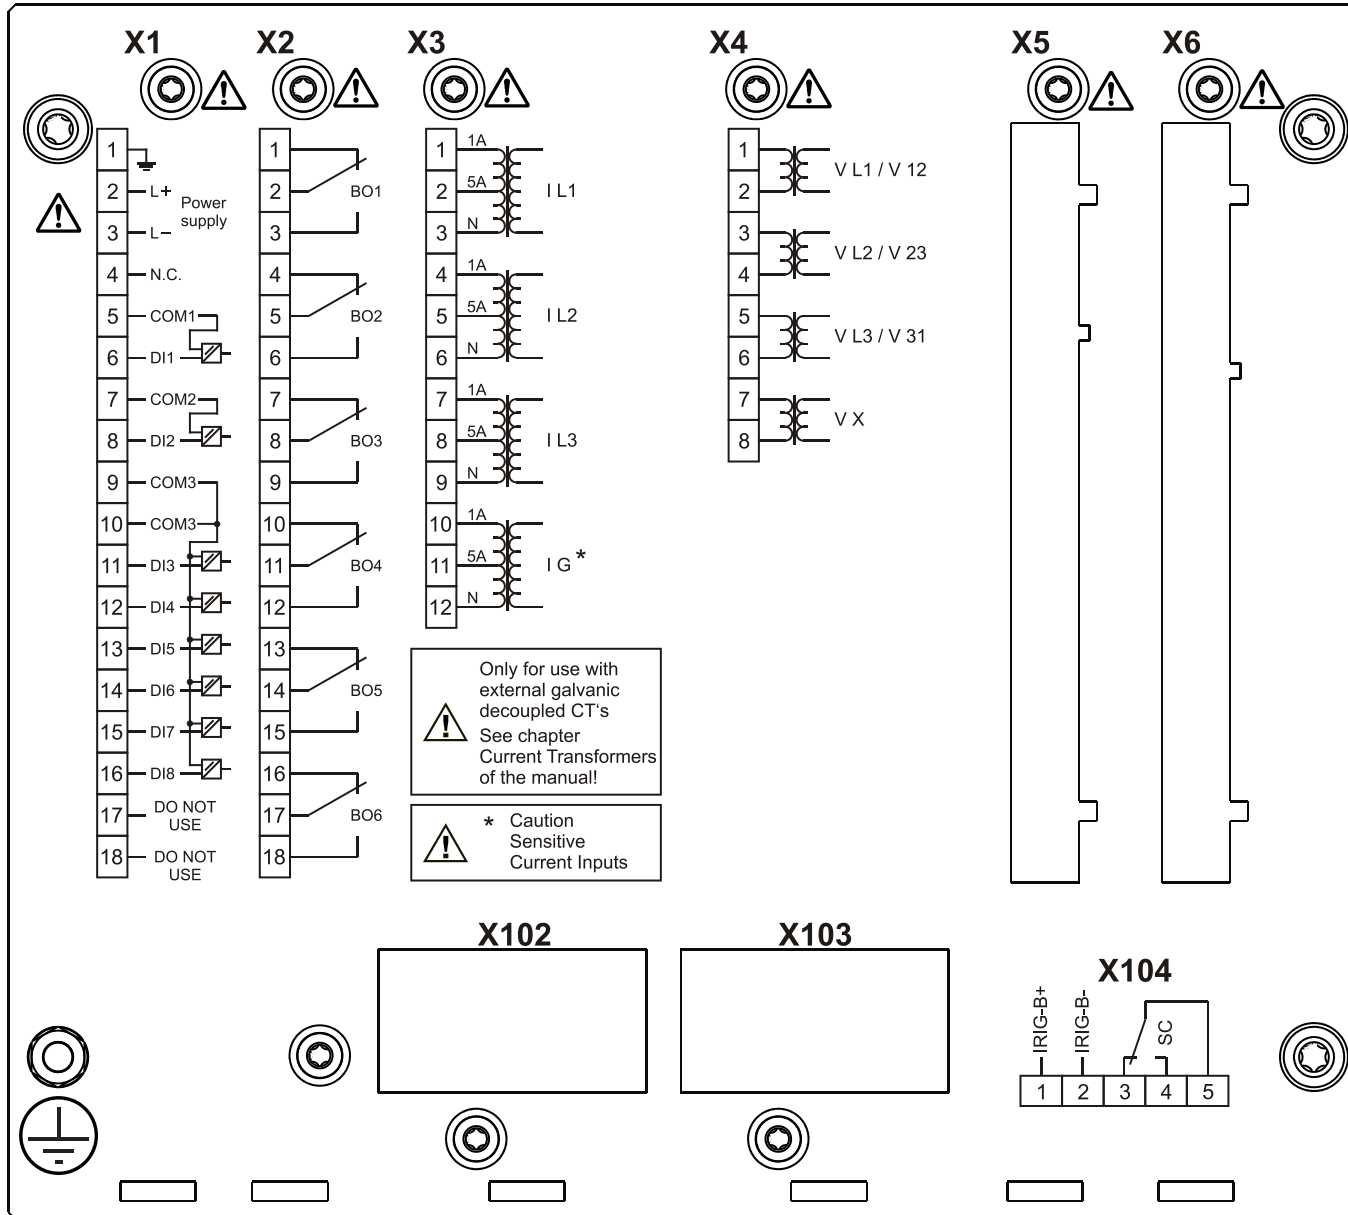 X1
X2
X3
X4
X5
X6
1
2 L+
Power
supply
3 L−
4 N.C.
5 COM1
6 DI1
7 COM2
8 DI2
9 COM3
10 COM3
11 DI3
12 DI4
13 DI5
14 DI6
15 DI7
16 DI8
17 DO NOT
USE
18 DO NOT
USE
1
2 BO1
3
4
5 BO2
6
7
8 BO3
9
10
11 BO4
12
13
14 BO5
15
16
17 BO6
18
1 1A
2 5A I L1
3 N
4 1A
5 5A I L2
6 N
7 1A
8 5A I L3
9 N
10 1A
11 5A I G *
12 N
Only for use with
external galvanic
decoupled CT's
See chapter
Current Transformers
of the manual!
* Caution
Sensitive
Current Inputs
1
V L1 / V 12
2
3
V L2 / V 23
4
5
V L3 / V 31
6
7
V X
8
X102
X103
X104
IRIG-B+
IRIG-B-
SC
1 2 3 4 5